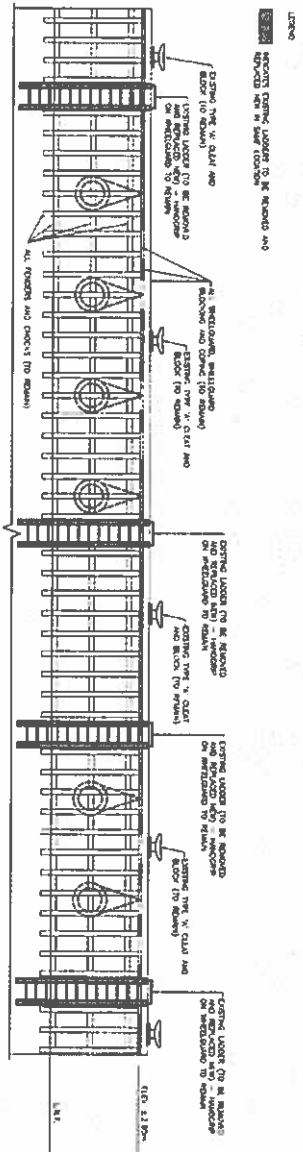 LEGEND
INDICATES EXISTING LADDERS TO BE REMOVED AND
REPLACED NEW IN SAME LOCATION
EXISTING TYPE 'A' CLEAT AND
BLOCK (TO REMAIN)
EXISTING LADDER (TO BE REMOVED
AND REPLACED NEW) - HANDGRIP
ON WHEELGUARD TO REMAIN
ALL WHEELGUARD, WHEELGUARD
BLOCKING AND COPING (TO REMAIN)
EXISTING TYPE 'A' CLEAT AND
BLOCK (TO REMAIN)
ALL FENDERS AND CHOCKS (TO REMAIN)
EXISTING LADDER (TO BE REMOVED
AND REPLACED NEW) - HANDGRIP
ON WHEELGUARD TO REMAIN
EXISTING TYPE 'A' CLEAT
AND BLOCK (TO REMAIN)
EXISTING LADDER (TO BE REMOVED
AND REPLACED NEW) - HANDGRIP
ON WHEELGUARD TO REMAIN
EXISTING TYPE 'A' CLEAT AND
BLOCK (TO REMAIN)
EXISTING LADDER (TO BE REMOVED
AND REPLACED NEW) - HANDGRIP
ON WHEELGUARD TO REMAIN
ELEV.